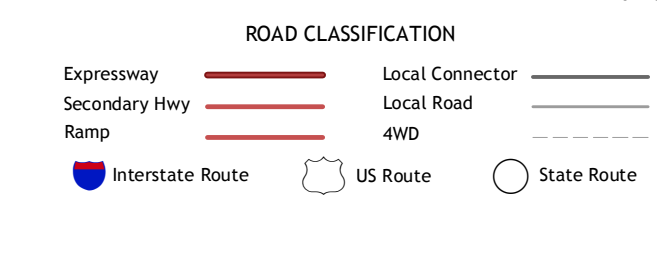 ROAD CLASSIFICATION
Expressway
Local Connector
Secondary Hwy
Local Road
Ramp
4WD
Interstate Route
US Route
State Route